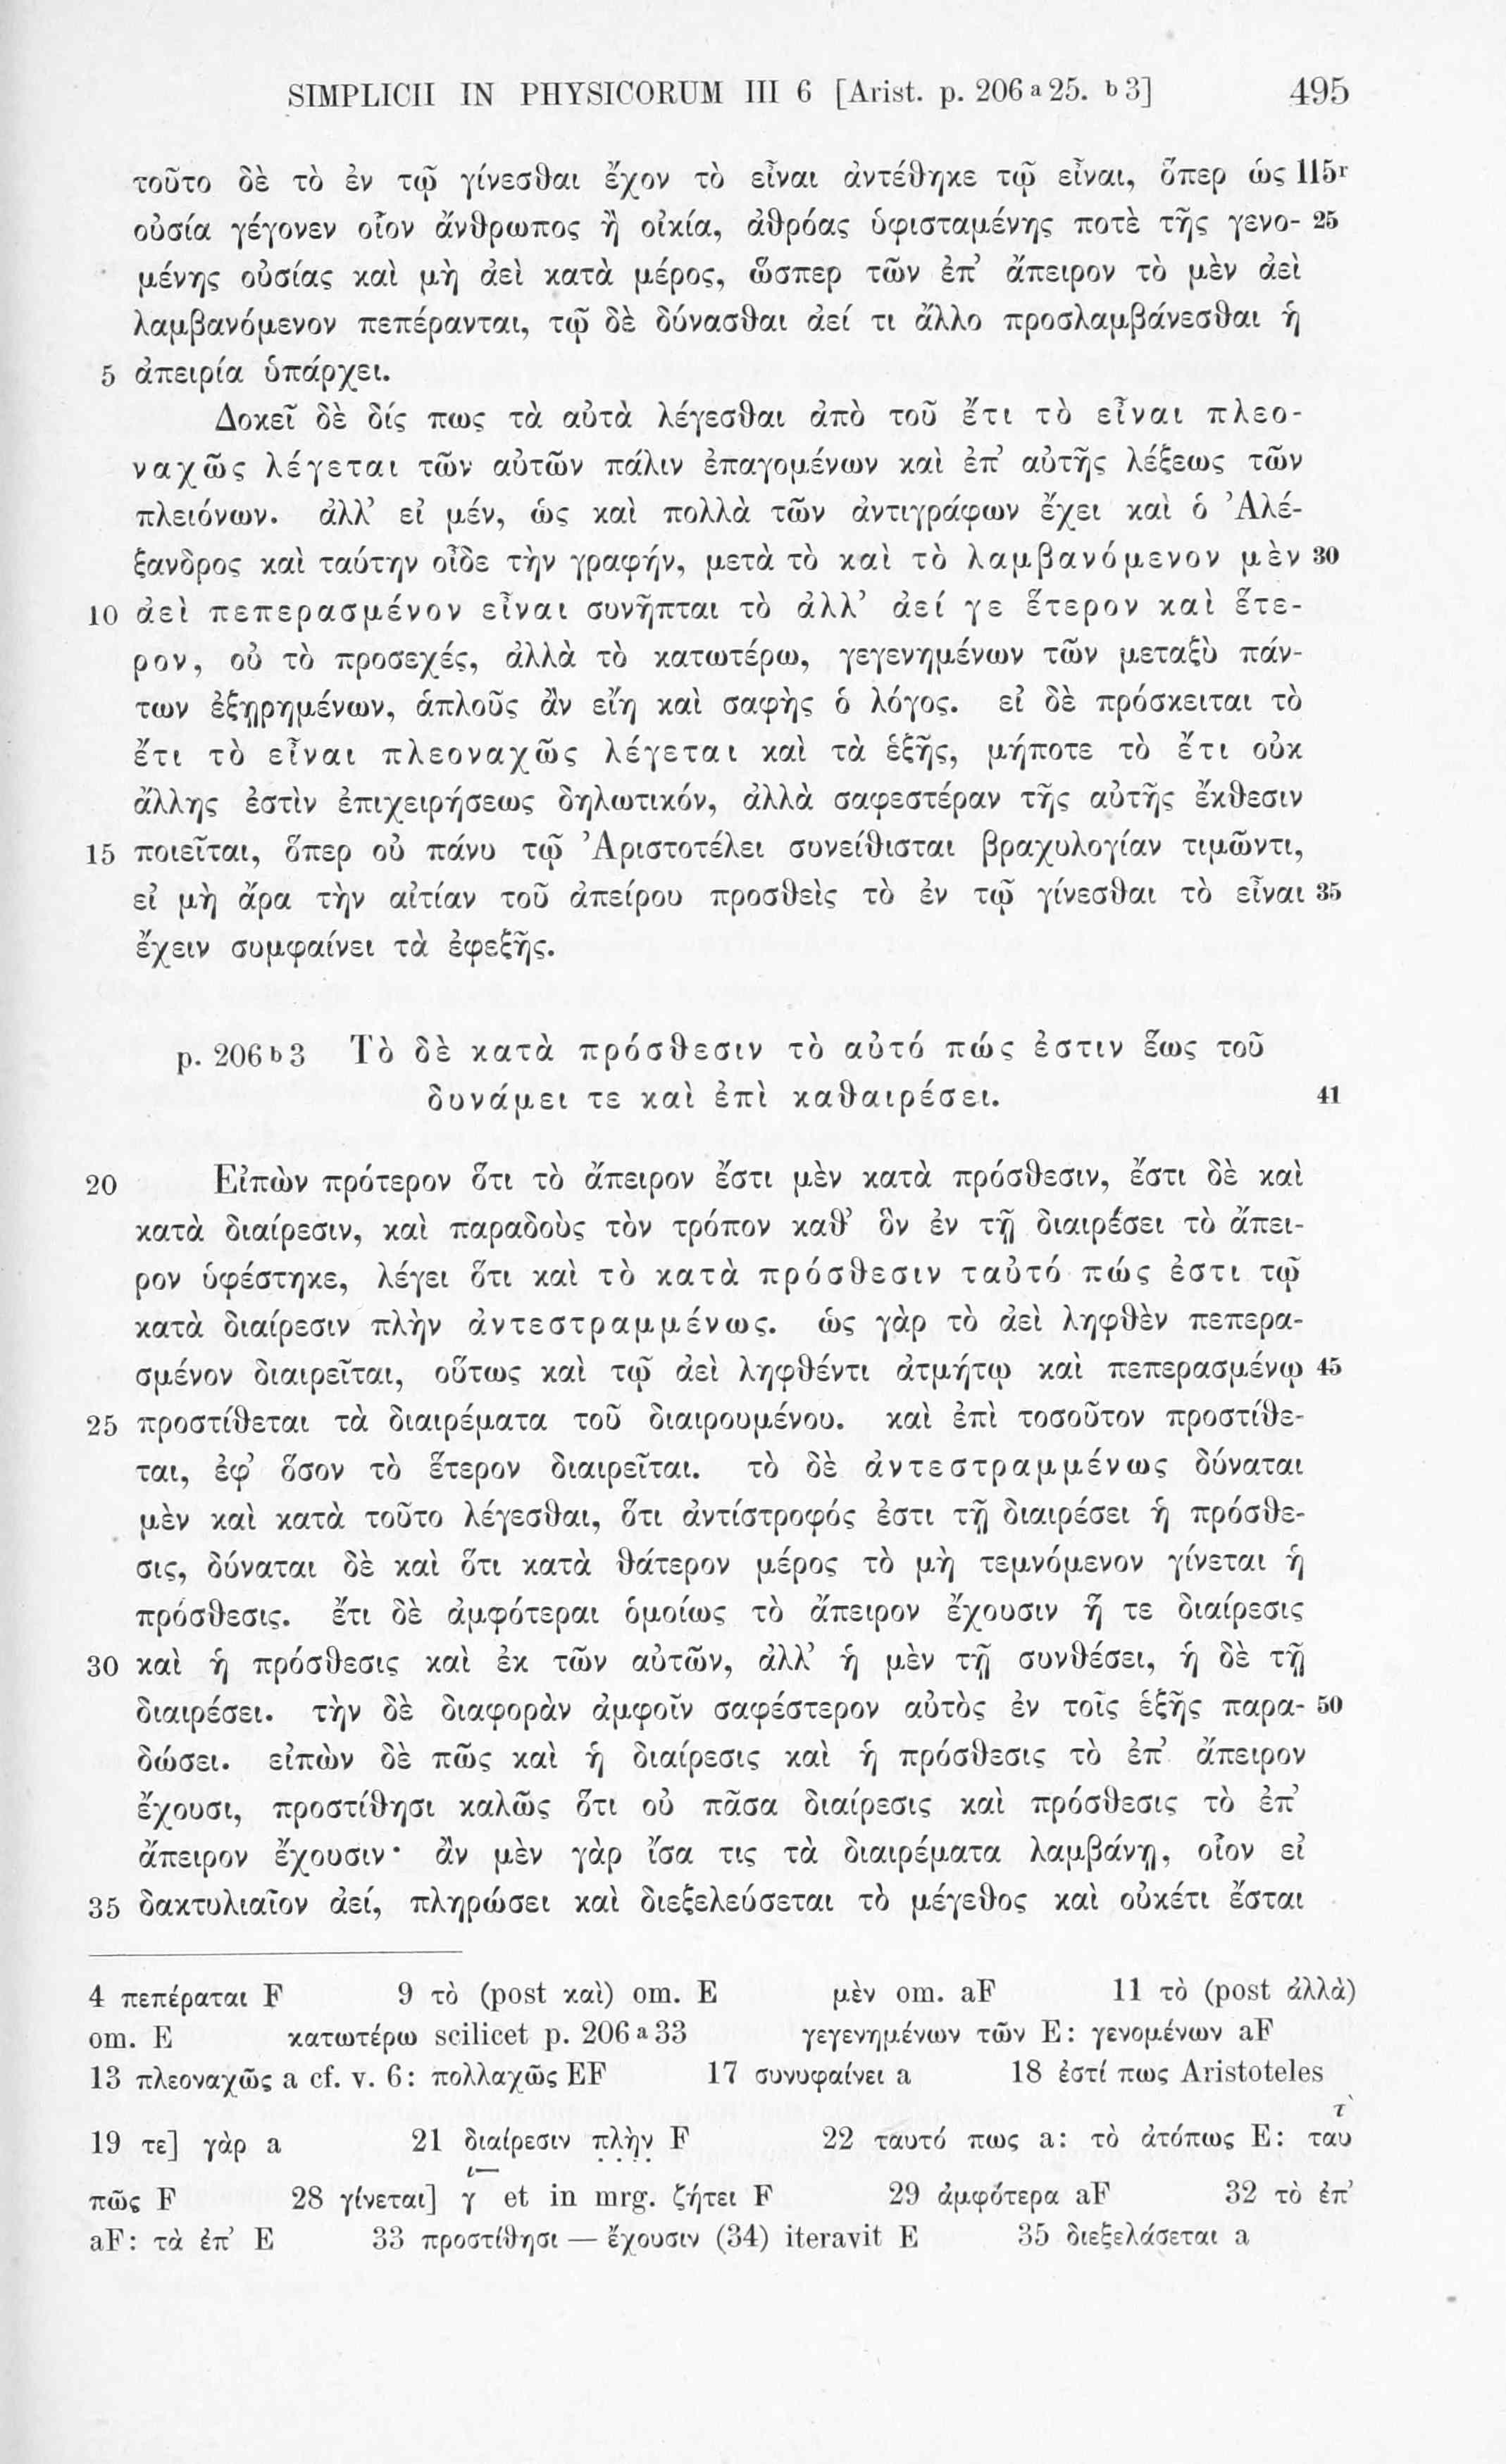 SIMPLICII IN PHYSICORUM III 6 [Arist. p. 206 a 25. b 3] 495
τοῦτο δὲ τὸ ἐν τῷ γίνεσθαι ἔχον τὸ εἶναι ἀντέθηκε τῷ εἶναι, ὅπερ ὡς 115r
οὐσία γέγονεν οἷον ἄνθρωπος ἢ οἰκία, ἀθρόας ὑφισταμένης ποτὲ τῆς γενο- 25
μένης οὐσίας καὶ μὴ ἀεὶ κατὰ μέρος, ὥσπερ τῶν ἐπ’ ἄπειρον τὸ μὲν ἀεὶ
λαμβανόμενον πεπέρανται, τῷ δὲ δύνασθαι ἀεί τι ἄλλο προσλαμβάνεσθαι ἡ
5 ἀπειρία ὑπάρχει.
Δοκεῖ δὲ δίς πως τὰ αὐτὰ λέγεσθαι ἀπὸ τοῦ ἔτι τὸ εἶναι πλεο-
ναχῶς λέγεται τῶν αὐτῶν πάλιν ἐπαγομένων καὶ ἐπ’ αὐτῆς λέξεως τῶν
πλειόνων. ἀλλ’ εἰ μέν, ὡς καὶ πολλὰ τῶν ἀντιγράφων ἔχει καὶ ὁ Ἀλέ-
ξανδρος καὶ ταύτην οἶδε τὴν γραφήν, μετὰ τὸ καὶ τὸ λαμβανόμενον μὲν 30
10 ἀεὶ πεπερασμένον εἶναι συνῆπται τὸ ἀλλ’ ἀεί γε ἕτερον καὶ ἕτε-
ρον, οὐ τὸ προσεχές, ἀλλὰ τὸ κατωτέρω, γεγενημένων τῶν μεταξὺ πάν-
των ἐξῃρημένων, ἁπλοῦς ἂν εἴη καὶ σαφὴς ὁ λόγος. εἰ δὲ πρόσκειται τὸ
ἔτι τὸ εἶναι πλεοναχῶς λέγεται καὶ τὰ ἑξῆς, μήποτε τὸ ἔτι οὐκ
ἄλλης ἐστὶν ἐπιχειρήσεως δηλωτικόν, ἀλλὰ σαφεστέραν τῆς αὐτῆς ἔκθεσιν
15 ποιεῖται, ὅπερ οὐ πάνυ τῷ Ἀριστοτέλει συνείθισται βραχυλογίαν τιμῶντι,
εἰ μὴ ἄρα τὴν αἰτίαν τοῦ ἀπείρου προσθεὶς τὸ ἐν τῷ γίνεσθαι τὸ εἶναι 35
ἔχειν συμφαίνει τὰ ἐφεξῆς.
p. 206 b 3 Τὸ δὲ κατὰ πρόσθεσιν τὸ αὐτό πώς ἐστιν ἕως τοῦ
δυνάμει τε καὶ ἐπὶ καθαιρέσει. 41
20 Εἰπὼν πρότερον ὅτι τὸ ἄπειρον ἔστι μὲν κατὰ πρόσθεσιν, ἔστι δὲ καὶ
κατὰ διαίρεσιν, καὶ παραδοὺς τὸν τρόπον καθ’ ὃν ἐν τῇ διαιρέσει τὸ ἄπει-
ρον ὑφέστηκε, λέγει ὅτι καὶ τὸ κατὰ πρόσθεσιν ταὐτό πώς ἐστι τῷ
κατὰ διαίρεσιν πλὴν ἀντεστραμμένως. ὡς γὰρ τὸ ἀεὶ ληφθὲν πεπερα-
σμένον διαιρεῖται, οὕτως καὶ τῷ ἀεὶ ληφθέντι ἀτμήτῳ καὶ πεπερασμένῳ 45
25 προστίθεται τὰ διαιρέματα τοῦ διαιρουμένου. καὶ ἐπὶ τοσοῦτον προστίθε-
ται, ἐφ’ ὅσον τὸ ἕτερον διαιρεῖται. τὸ δὲ ἀντεστραμμένως δύναται
μὲν καὶ κατὰ τοῦτο λέγεσθαι, ὅτι ἀντίστροφός ἐστι τῇ διαιρέσει ἡ πρόσθε-
σις, δύναται δὲ καὶ ὅτι κατὰ θάτερον μέρος τὸ μὴ τεμνόμενον γίνεται ἡ
πρόσθεσις. ἔτι δὲ ἀμφότεραι ὁμοίως τὸ ἄπειρον ἔχουσιν ἥ τε διαίρεσις
30 καὶ ἡ πρόσθεσις καὶ ἐκ τῶν αὐτῶν, ἀλλ’ ἡ μὲν τῇ συνθέσει, ἡ δὲ τῇ
διαιρέσει. τὴν δὲ διαφορὰν ἀμφοῖν σαφέστερον αὐτὸς ἐν τοῖς ἑξῆς παρα- 50
δώσει. εἰπὼν δὲ πῶς καὶ ἡ διαίρεσις καὶ ἡ πρόσθεσις τὸ ἐπ’ ἄπειρον
ἔχουσι, προστίθησι καλῶς ὅτι οὐ πᾶσα διαίρεσις καὶ πρόσθεσις τὸ ἐπ’
ἄπειρον ἔχουσιν· ἂν μὲν γὰρ ἴσα τις τὰ διαιρέματα λαμβάνῃ, οἷον εἰ
35 δακτυλιαῖον ἀεί, πληρώσει καὶ διεξελεύσεται τὸ μέγεθος καὶ οὐκέτι ἔσται
4 πεπέραται F 9 τὸ (post καὶ) om. E μὲν om. aF 11 τὸ (post ἀλλὰ)
om. E κατωτέρω scilicet p. 206 a 33 γεγενημένων τῶν E: γενομένων aF
13 πλεοναχῶς a cf. v. 6: πολλαχῶς EF 17 συνυφαίνει a 18 ἐστί πως Aristoteles
19 τε] γὰρ a 21 διαίρεσιν πλὴν F 22 ταυτό πως a: τὸ ἀτόπως E: ταυ τ̀
πῶς F 28 γίνεται] γ et in mrg. ζήτει F 29 ἀμφότερα aF 32 τὸ ἐπ’
aF: τὰ ἐπ’ E 33 προστίθησι — ἔχουσιν (34) iteravit E 35 διεξελάσεται a